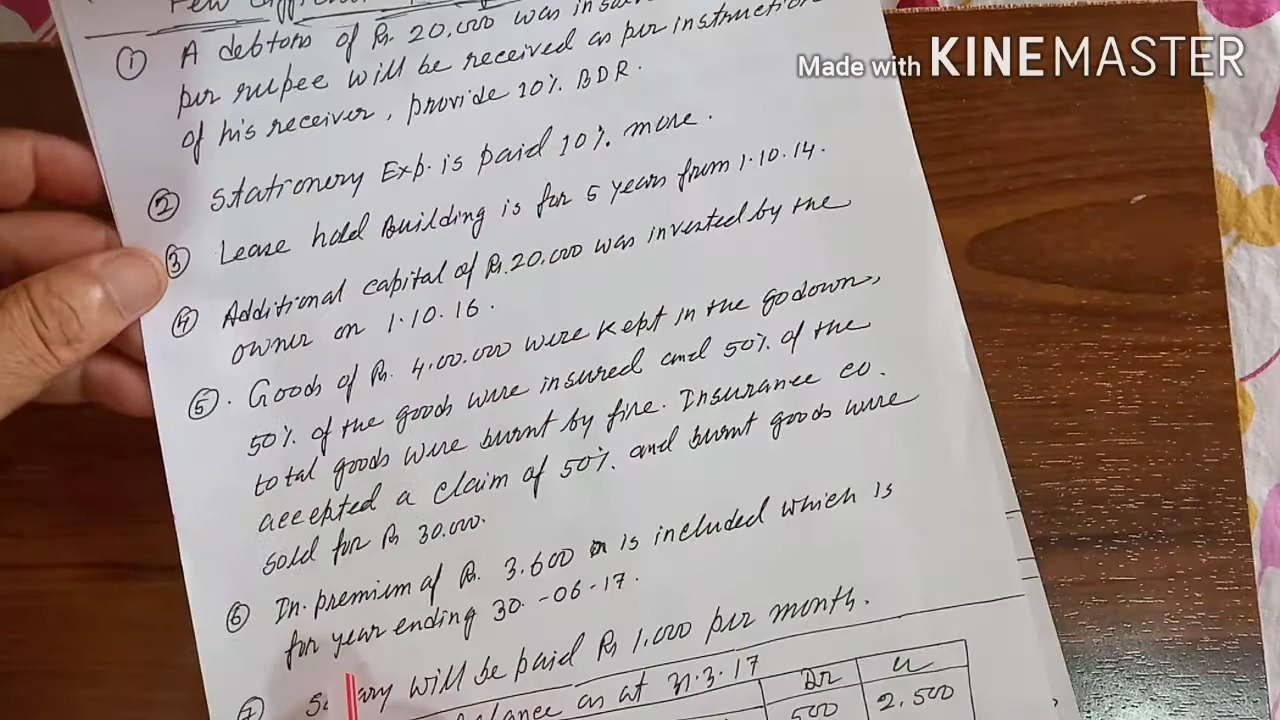 Made with KINEMASTER
Few
① A debtors of Rs. 20,000 was
per rupee will be received as per instruction
of his receiver, provide 10% BDR.
② Stationery Exp. is paid 10% more.
③ Lease hold Building is for 5 years from 1.10.14.
④ Additional capital of Rs. 20.000 was invested by the
owner on 1.10.16.
⑤. Goods of Rs. 4,00.000 were kept in the godown,
50% of the goods were insured and 50% of the
total goods were burnt by fire. Insurance co.
accepted a claim of 50% and burnt goods were
sold for Rs 30.000.
⑥ In. premium of Rs. 3.600 is included which is
for year ending 30.-06-17.
⑦ will be paid Rs 1,000 per month.
as at 31.3.17 Dr Cr
500 2.500